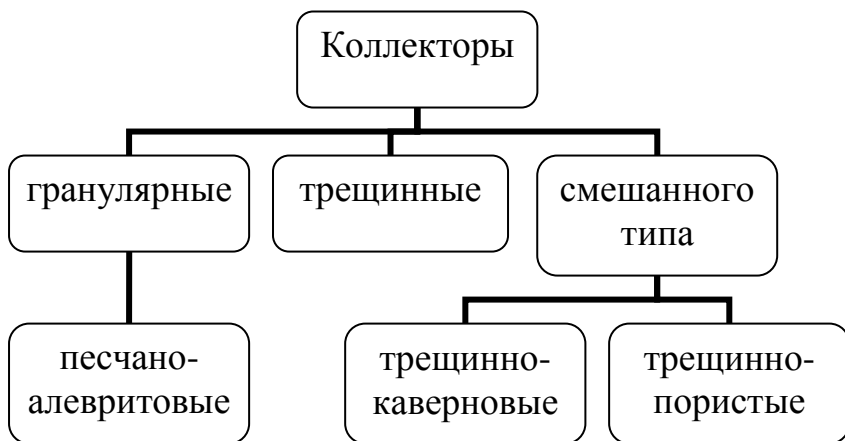 Коллекторы
гранулярные
трещинные
смешанного
типа
песчано-
алевритовые
трещинно-
каверновые
трещинно-
пористые